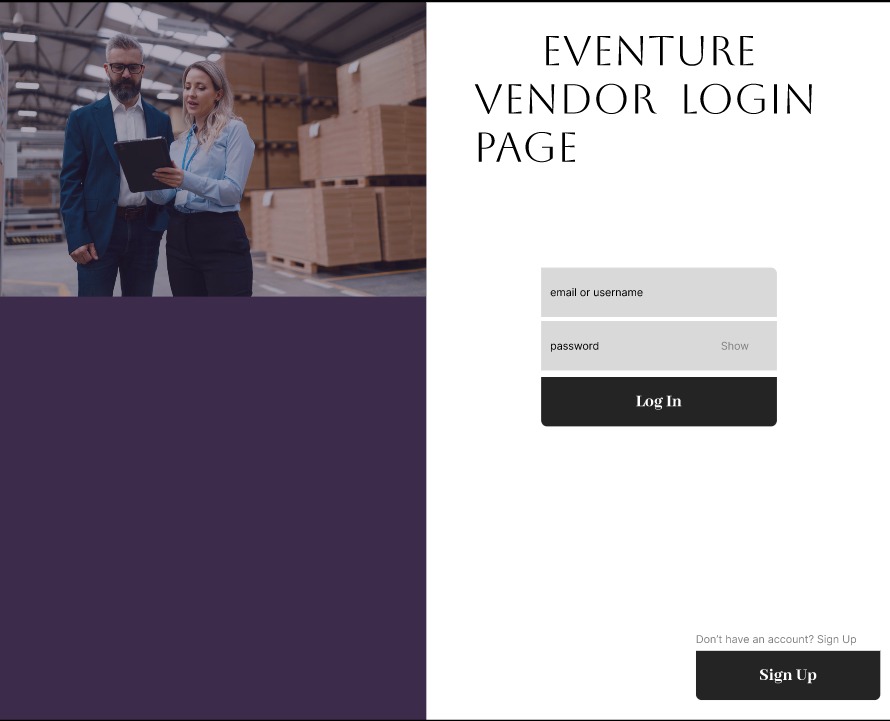 EVENTURE
VENDOR LOGIN
PAGE
email or username
password Show
Log In
Don't have an account? Sign Up
Sign Up